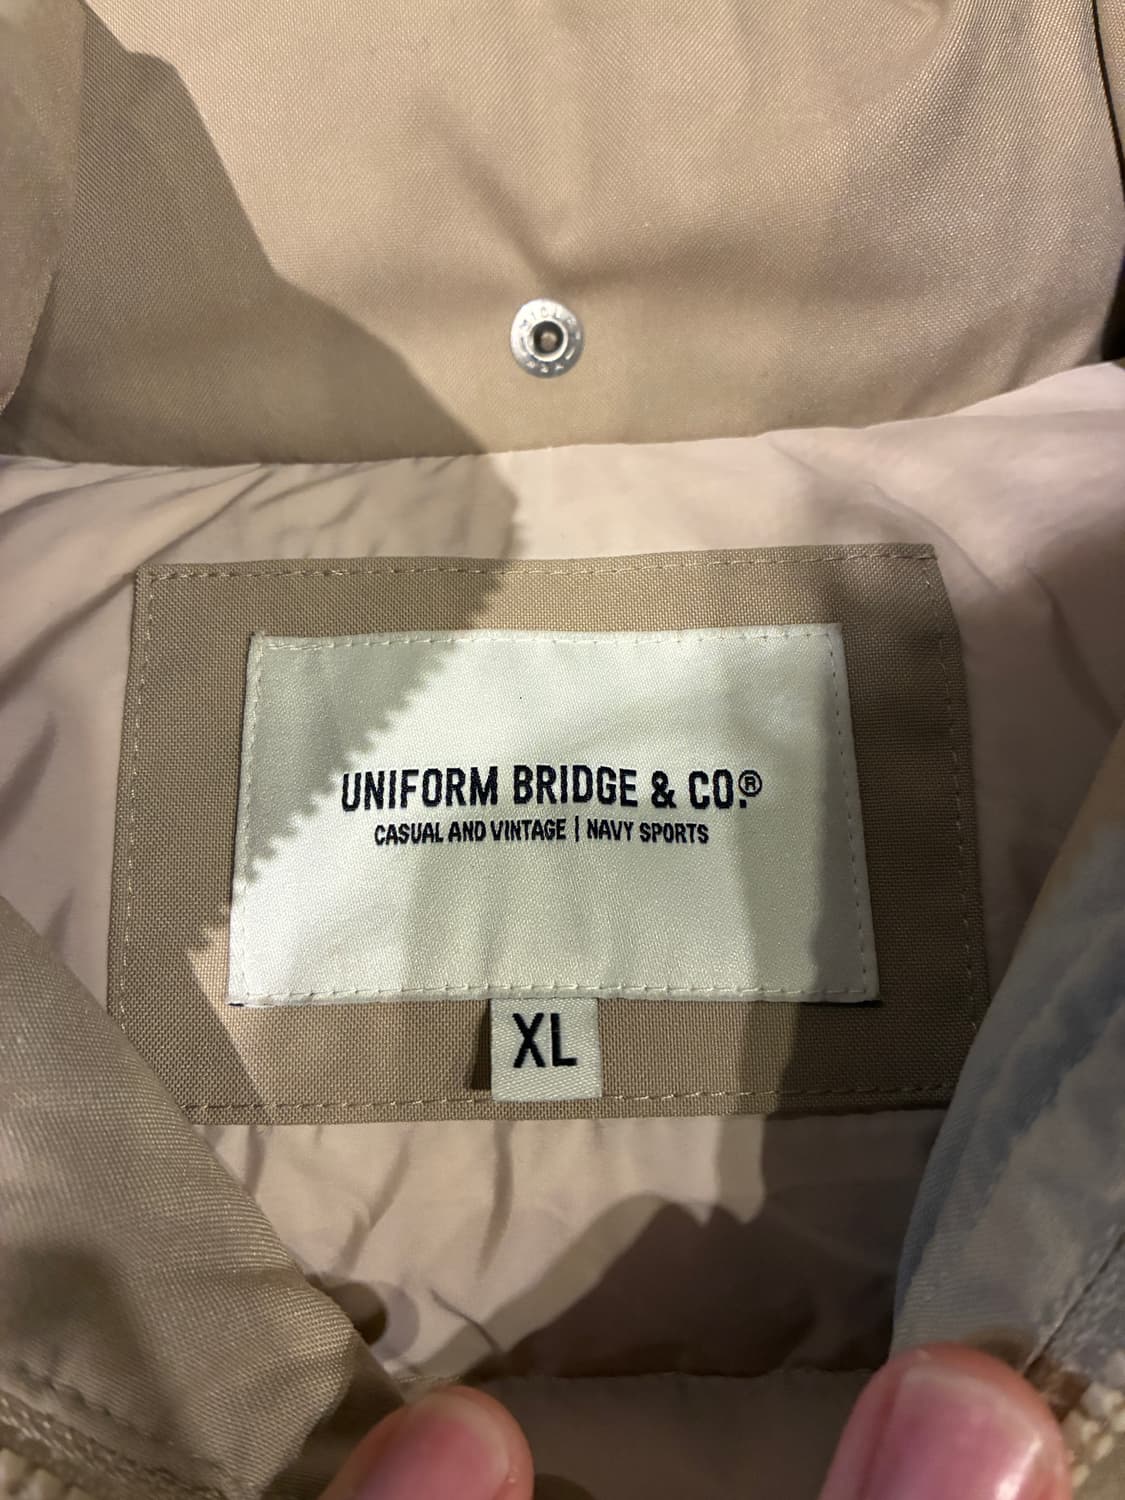 UNIFORM BRIDGE & CO.®
CASUAL AND VINTAGE | NAVY SPORTS
XL